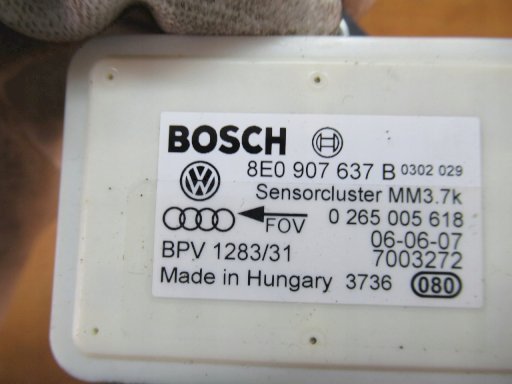 BOSCH
8E0 907 637 B 0302 029
Sensorcluster MM3.7k
0 265 005 618
FOV
06-06-07
BPV 1283/31 7003272
Made in Hungary 3736 080